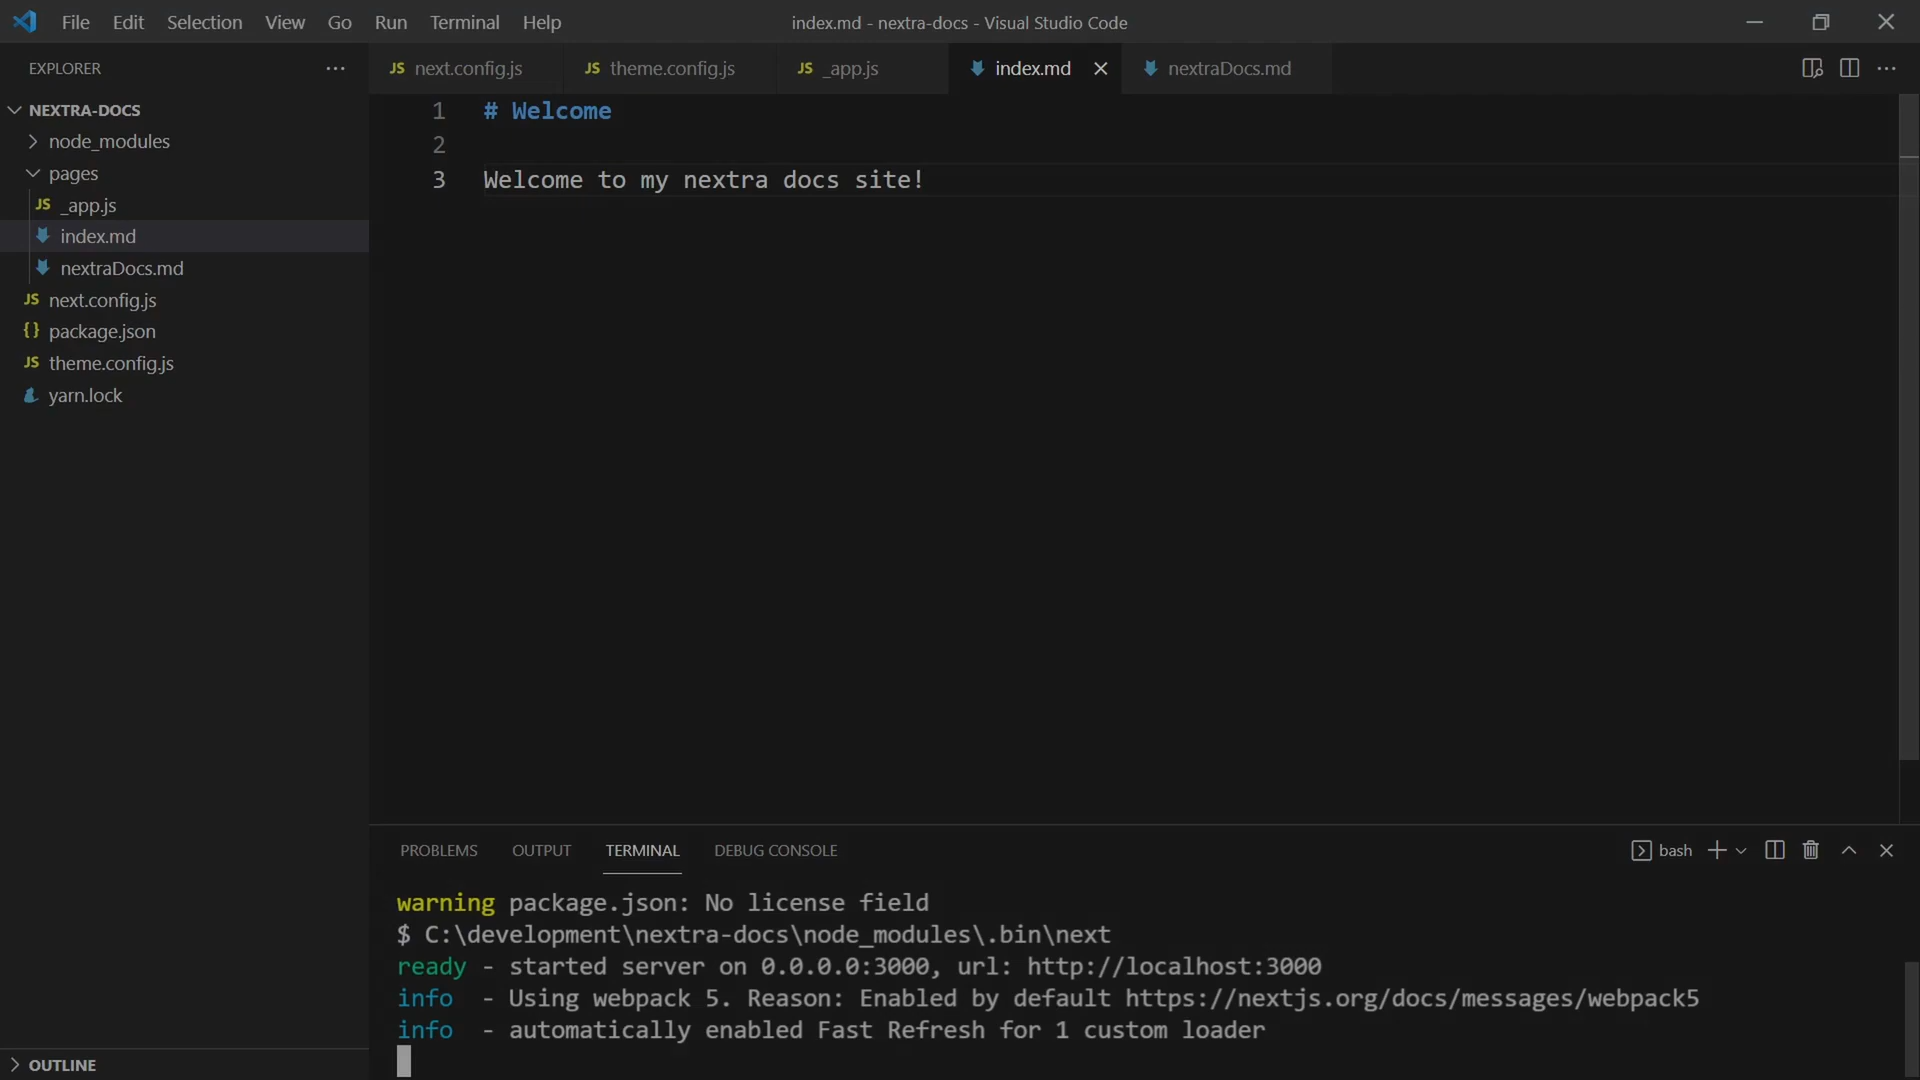 File Edit Selection View Go Run Terminal Help
index.md - nextra-docs - Visual Studio Code
EXPLORER
NEXTRA-DOCS
node_modules
pages
JS _app.js
index.md
nextraDocs.md
JS next.config.js
{} package.json
JS theme.config.js
yarn.lock
OUTLINE
JS next.config.js JS theme.config.js JS _app.js index.md nextraDocs.md
1 # Welcome
2
3 Welcome to my nextra docs site!
PROBLEMS OUTPUT TERMINAL DEBUG CONSOLE
bash
warning package.json: No license field
$ C:\development\nextra-docs\node_modules\.bin\next
ready - started server on 0.0.0.0:3000, url: http://localhost:3000
info - Using webpack 5. Reason: Enabled by default https://nextjs.org/docs/messages/webpack5
info - automatically enabled Fast Refresh for 1 custom loader